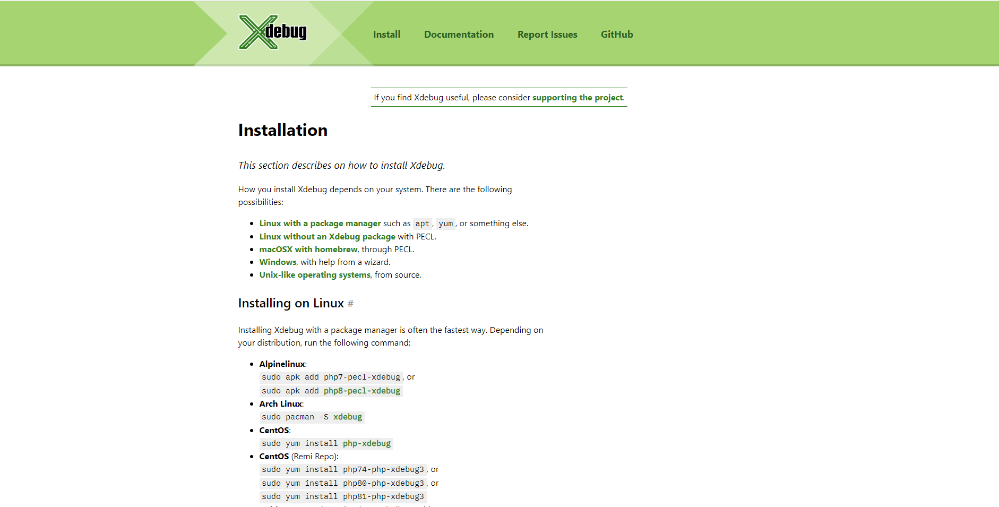 Xdebug
Install
Documentation
Report Issues
GitHub
If you find Xdebug useful, please consider supporting the project.
Installation
This section describes on how to install Xdebug.
How you install Xdebug depends on your system. There are the following
possibilities:
Linux with a package manager such as apt, yum, or something else.
Linux without an Xdebug package with PECL.
macOSX with homebrew, through PECL.
Windows, with help from a wizard.
Unix-like operating systems, from source.
Installing on Linux #
Installing Xdebug with a package manager is often the fastest way. Depending on
your distribution, run the following command:
Alpinelinux:
sudo apk add php7-pecl-xdebug, or
sudo apk add php8-pecl-xdebug
Arch Linux:
sudo pacman -S xdebug
CentOS:
sudo yum install php-xdebug
CentOS (Remi Repo):
sudo yum install php74-php-xdebug3, or
sudo yum install php80-php-xdebug3, or
sudo yum install php81-php-xdebug3